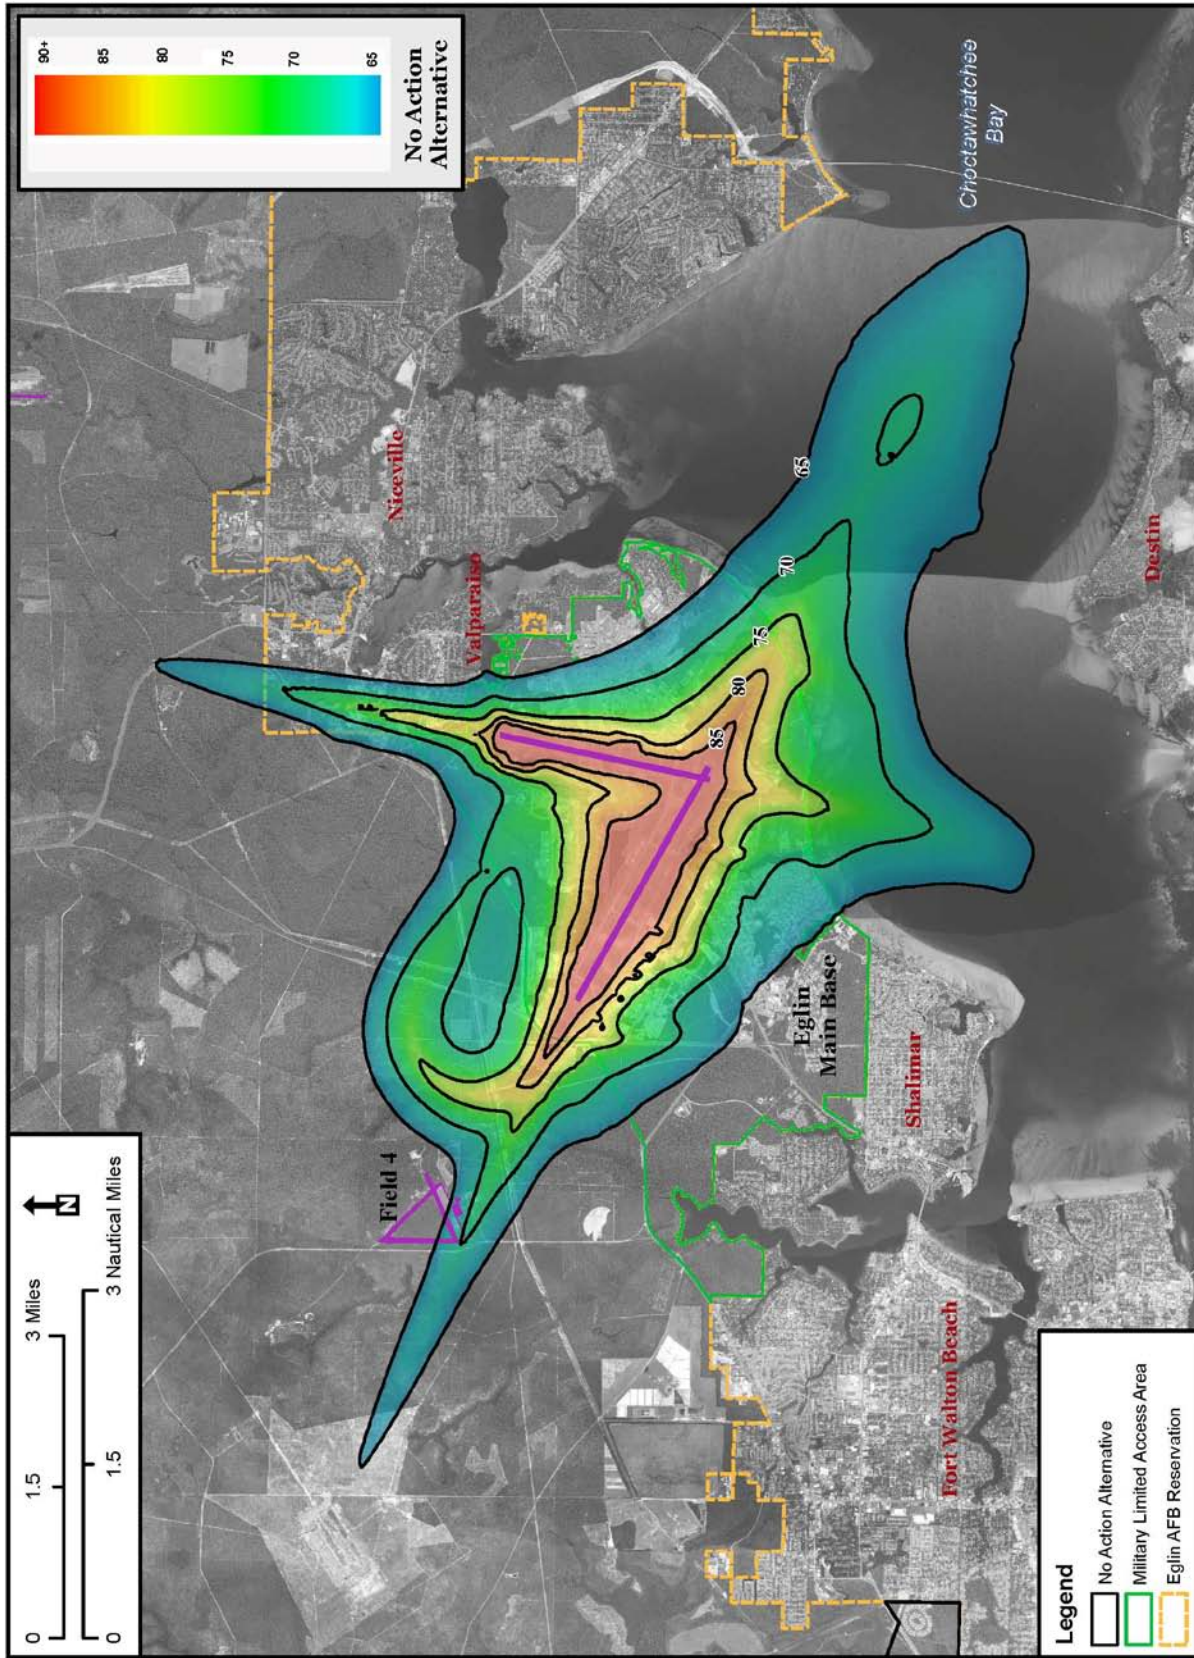 0 1.5 3 Miles
0 1.5 3 Nautical Miles
N
90+
85
80
75
70
65
No Action
Alternative
Choctawhatchee
Bay
Niceville
Valparaiso
Field 4
65
70
75
80
85
Eglin
Main Base
Shalimar
Destin
Fort Walton Beach
Legend
No Action Alternative
Military Limited Access Area
Eglin AFB Reservation